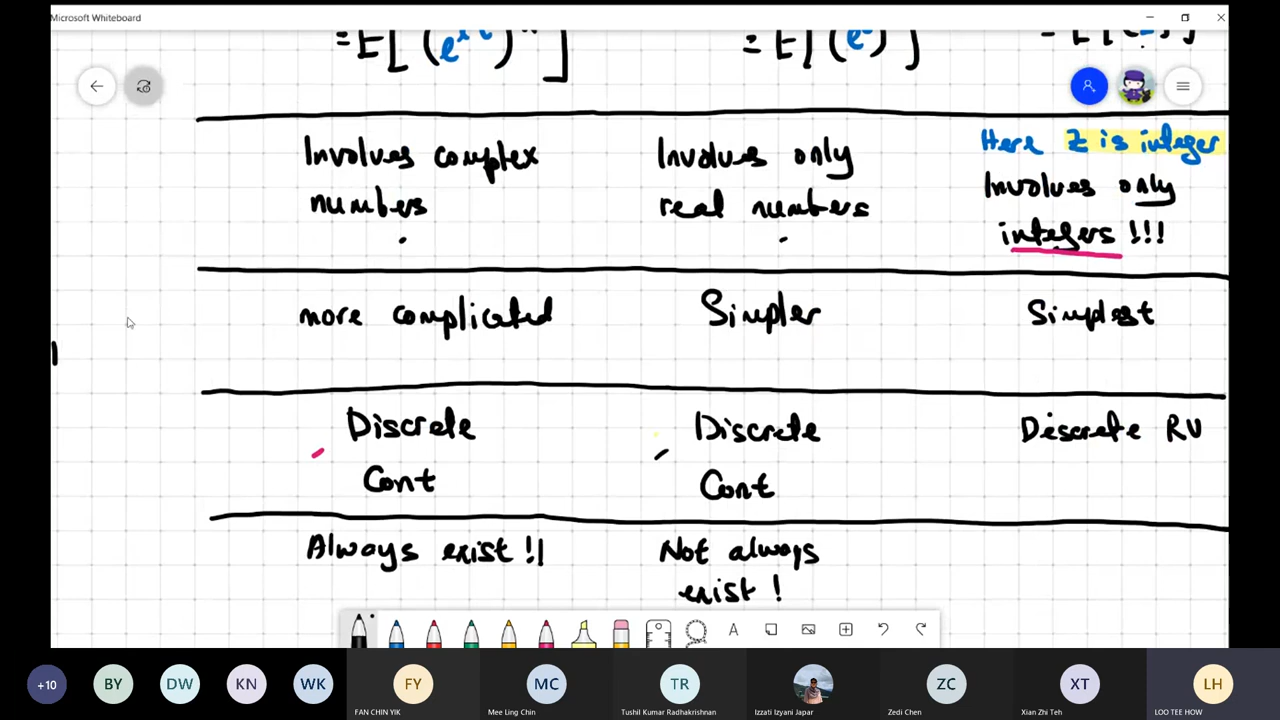 Microsoft Whiteboard
= E[(e
= E[(e
= E[(
Involves complex
numbers
Involves only
real numbers
Here Z is integer
Involves only
integers !!!
more complicated
Simpler
Simplest
Discrete
Cont
Discrete
Cont
Discrete RV
Always exist !!
Not always
exist !
A
+10
BY
DW
KN
WK
FY
MC
TR
ZC
XT
LH
FAN CHIN YIK
Mee Ling Chin
Tushil Kumar Radhakrishnan
Izzati Izyani Japar
Zedi Chen
Xian Zhi Teh
LOO TEE HOW